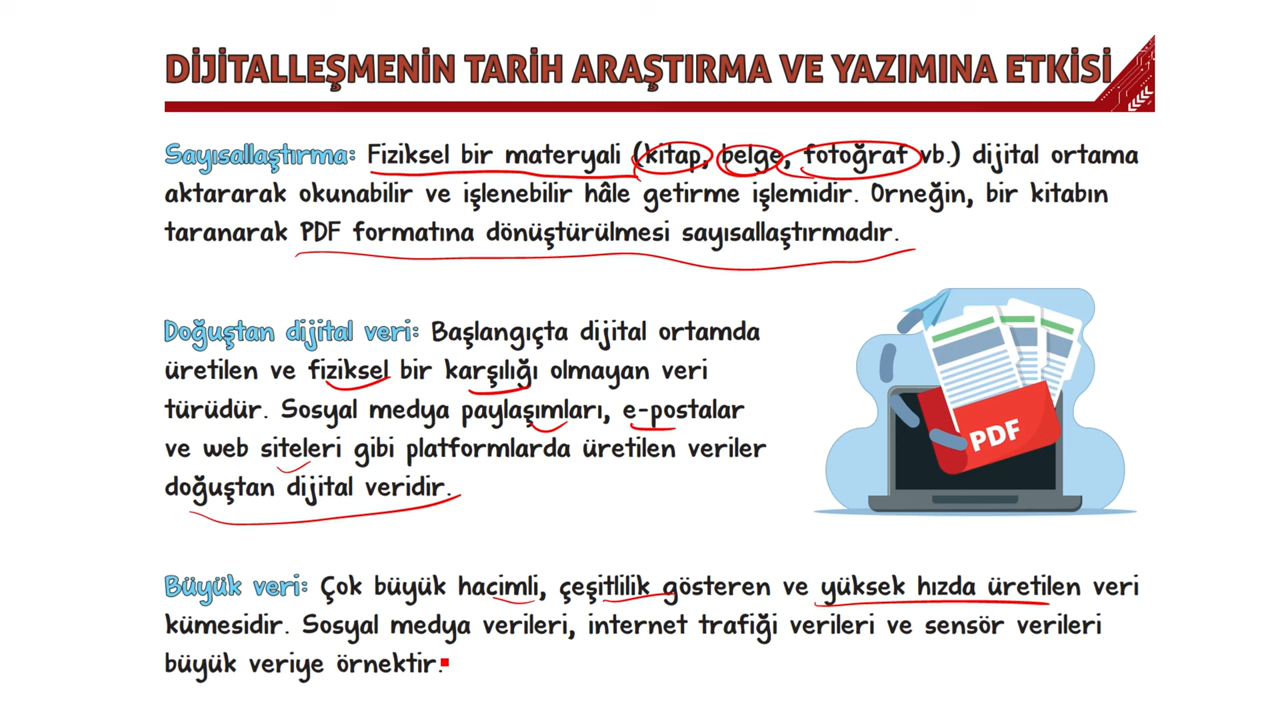 DİJİTALLEŞMENİN TARİH ARAŞTIRMA VE YAZIMINA ETKİSİ
Sayısallaştırma: Fiziksel bir materyali (kitap, belge, fotoğraf vb.) dijital ortama
aktararak okunabilir ve işlenebilir hâle getirme işlemidir. Örneğin, bir kitabın
taranarak PDF formatına dönüştürülmesi sayısallaştırmadır.
Doğuştan dijital veri: Başlangıçta dijital ortamda
üretilen ve fiziksel bir karşılığı olmayan veri
türüdür. Sosyal medya paylaşımları, e-postalar
ve web siteleri gibi platformlarda üretilen veriler
doğuştan dijital veridir.
PDF
Büyük veri: Çok büyük hacimli, çeşitlilik gösteren ve yüksek hızda üretilen veri
kümesidir. Sosyal medya verileri, internet trafiği verileri ve sensör verileri
büyük veriye örnektir.